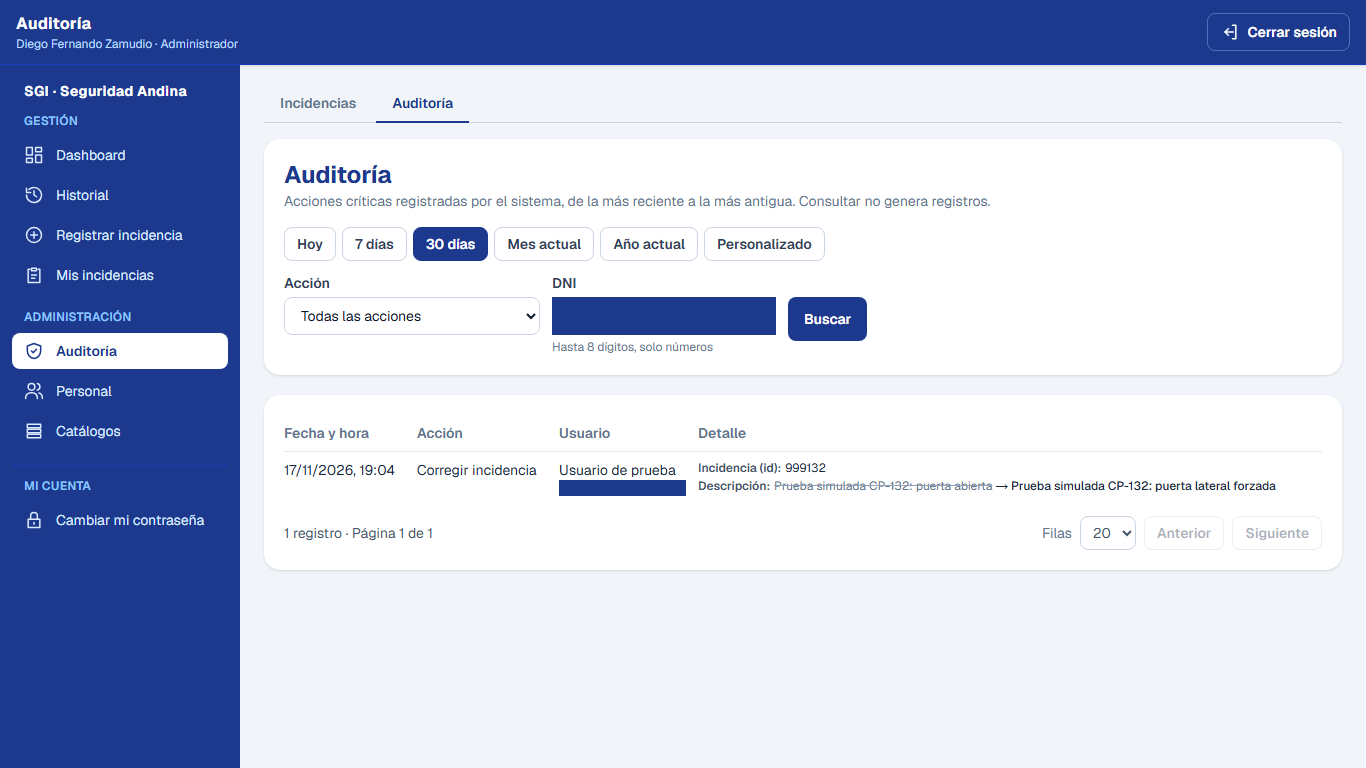 Auditoría
Diego Fernando Zamudio · Administrador
Cerrar sesión
SGI · Seguridad Andina
GESTIÓN
Dashboard
Historial
Registrar incidencia
Mis incidencias
ADMINISTRACIÓN
Auditoría
Personal
Catálogos
MI CUENTA
Cambiar mi contraseña
Incidencias Auditoría
Auditoría
Acciones críticas registradas por el sistema, de la más reciente a la más antigua. Consultar no genera registros.
Hoy 7 días 30 días Mes actual Año actual Personalizado
Acción DNI
Todas las acciones Buscar
Hasta 8 dígitos, solo números
Fecha y hora Acción Usuario Detalle
17/11/2026, 19:04 Corregir incidencia Usuario de prueba Incidencia (id): 999132
Descripción: Prueba simulada CP-132: puerta abierta → Prueba simulada CP-132: puerta lateral forzada
1 registro · Página 1 de 1 Filas 20 Anterior Siguiente